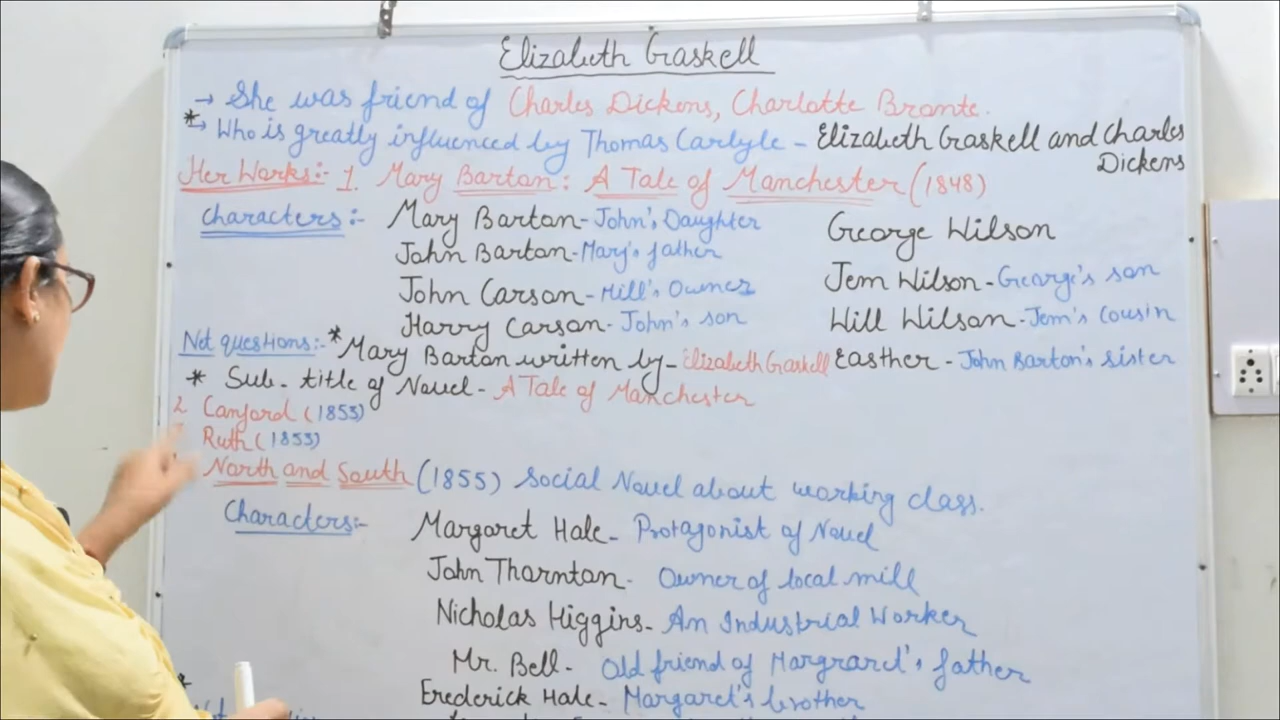 Elizabeth Graskell
→ She was friend of Charles Dickens, Charlotte Bronte.
*→ Who is greatly influenced by Thomas Carlyle - Elizabeth Graskell and Charles Dickens
Her Works:- 1. Mary Barton: A Tale of Manchester (1848)
Characters:- Mary Barton - John's Daughter
George Wilson
John Barton - Mary's father
Jem Wilson - George's son
John Carson - Mill's Owner
Harry Carson - John's son
Will Wilson - Jem's Cousin
Net questions:- * Mary Barton written by - Elizabeth Graskell
Easther - John Barton's sister
* Sub-title of Novel - A Tale of Manchester
2 Canford (1853)
Ruth (1853)
North and South (1855) Social Novel about working class.
Characters:- Margaret Hale - Protagonist of Novel
John Thornton - Owner of local mill
Nicholas Higgins - An Industrial Worker
Mr. Bell - Old friend of Margrard's father
Frederick Hale - Margaret's brother